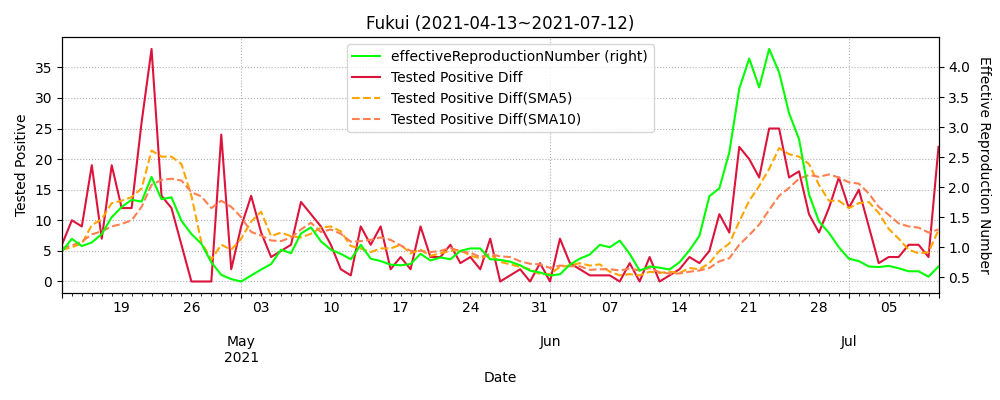 Fukui (2021-04-13~2021-07-12)
effectiveReproductionNumber (right)
Tested Positive Diff
Tested Positive Diff(SMA5)
Tested Positive Diff(SMA10)
Tested Positive
35
30
25
20
15
10
5
0
4.0
3.5
3.0
2.5
2.0
1.5
1.0
0.5
Effective Reproduction Number
19 26 03 10 17 24 31 07 14 21 28 05
May Jun Jul
2021
Date